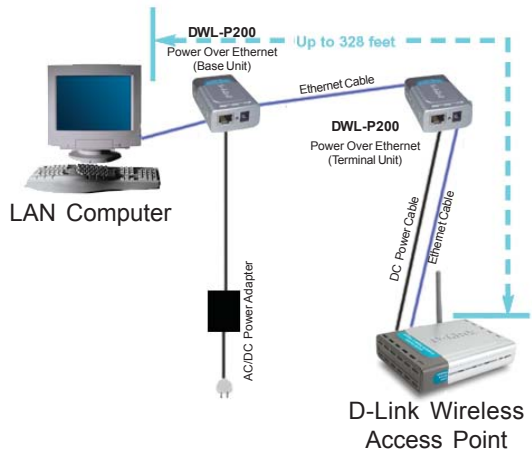 DWL-P200
Power Over Ethernet
(Base Unit)
Up to 328 feet
Ethernet Cable
DWL-P200
Power Over Ethernet
(Terminal Unit)
LAN Computer
DC Power Cable
Ethernet Cable
AC/DC Power Adapter
D-Link
D-Link Wireless
Access Point